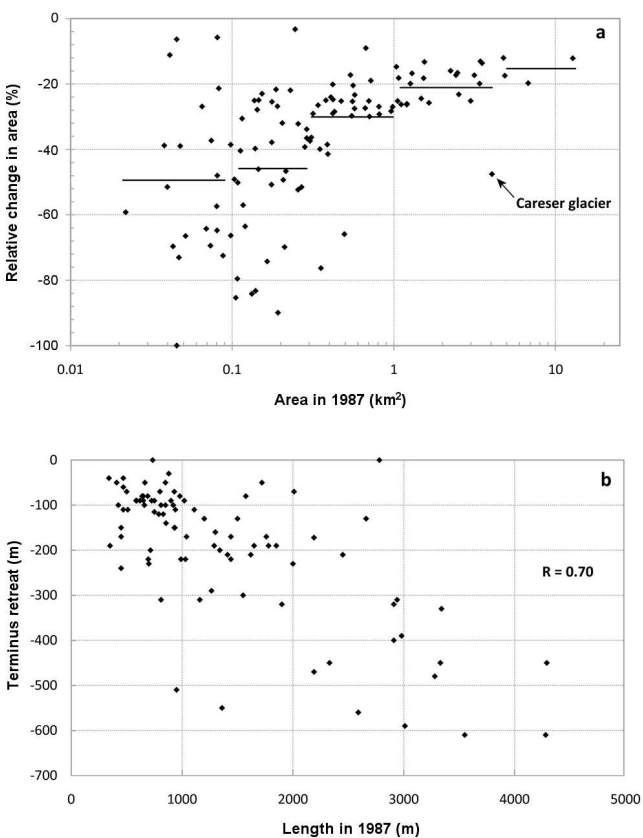 a
0
-20
-40
-60
-80
-100
Relative change in area (%)
Careser glacier
0.01 0.1 1 10
Area in 1987 (km²)
b
0
-100
-200
-300
-400
-500
-600
-700
Terminus retreat (m)
R = 0.70
0 1000 2000 3000 4000 5000
Length in 1987 (m)